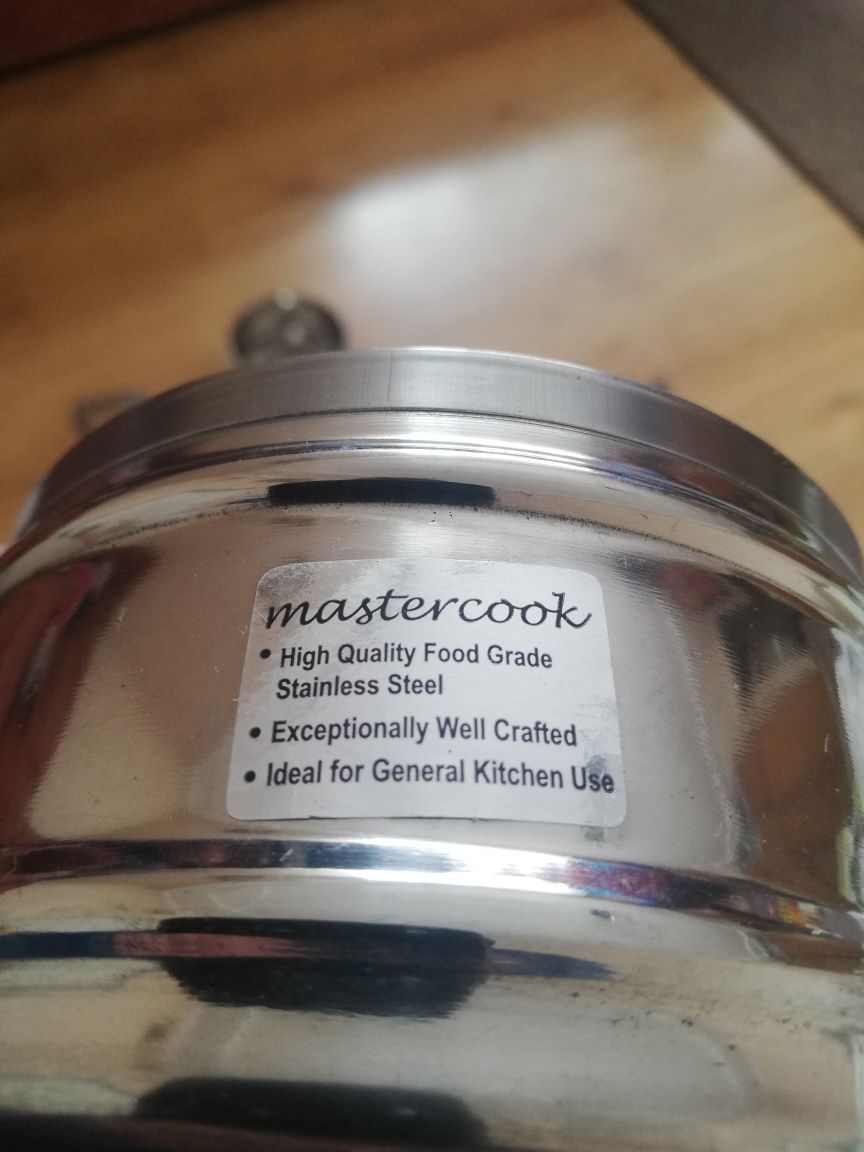 mastercook
• High Quality Food Grade
Stainless Steel
• Exceptionally Well Crafted
• Ideal for General Kitchen Use